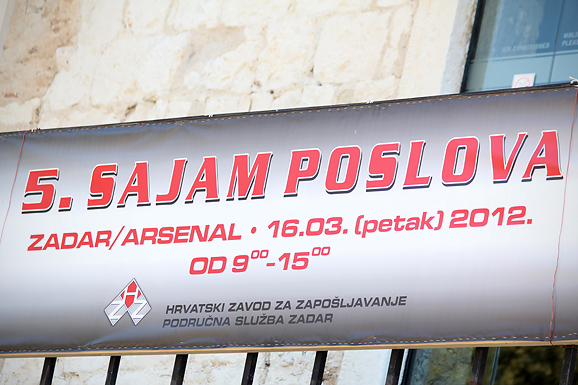 5. SAJAM POSLOVA
ZADAR/ARSENAL • 16.03. (petak) 2012.
OD 9⁰⁰-15⁰⁰
HRVATSKI ZAVOD ZA ZAPOŠLJAVANJE
PODRUČNA SLUŽBA ZADAR